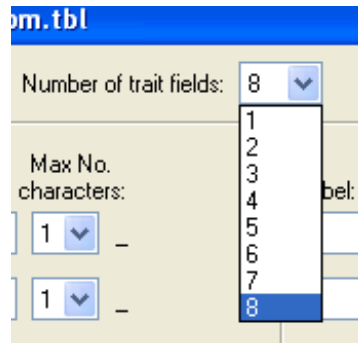 om.tbl
Number of trait fields: 8
1
2
3
4
5
6
7
8
Max No.
characters:
bel:
1 _
1 _